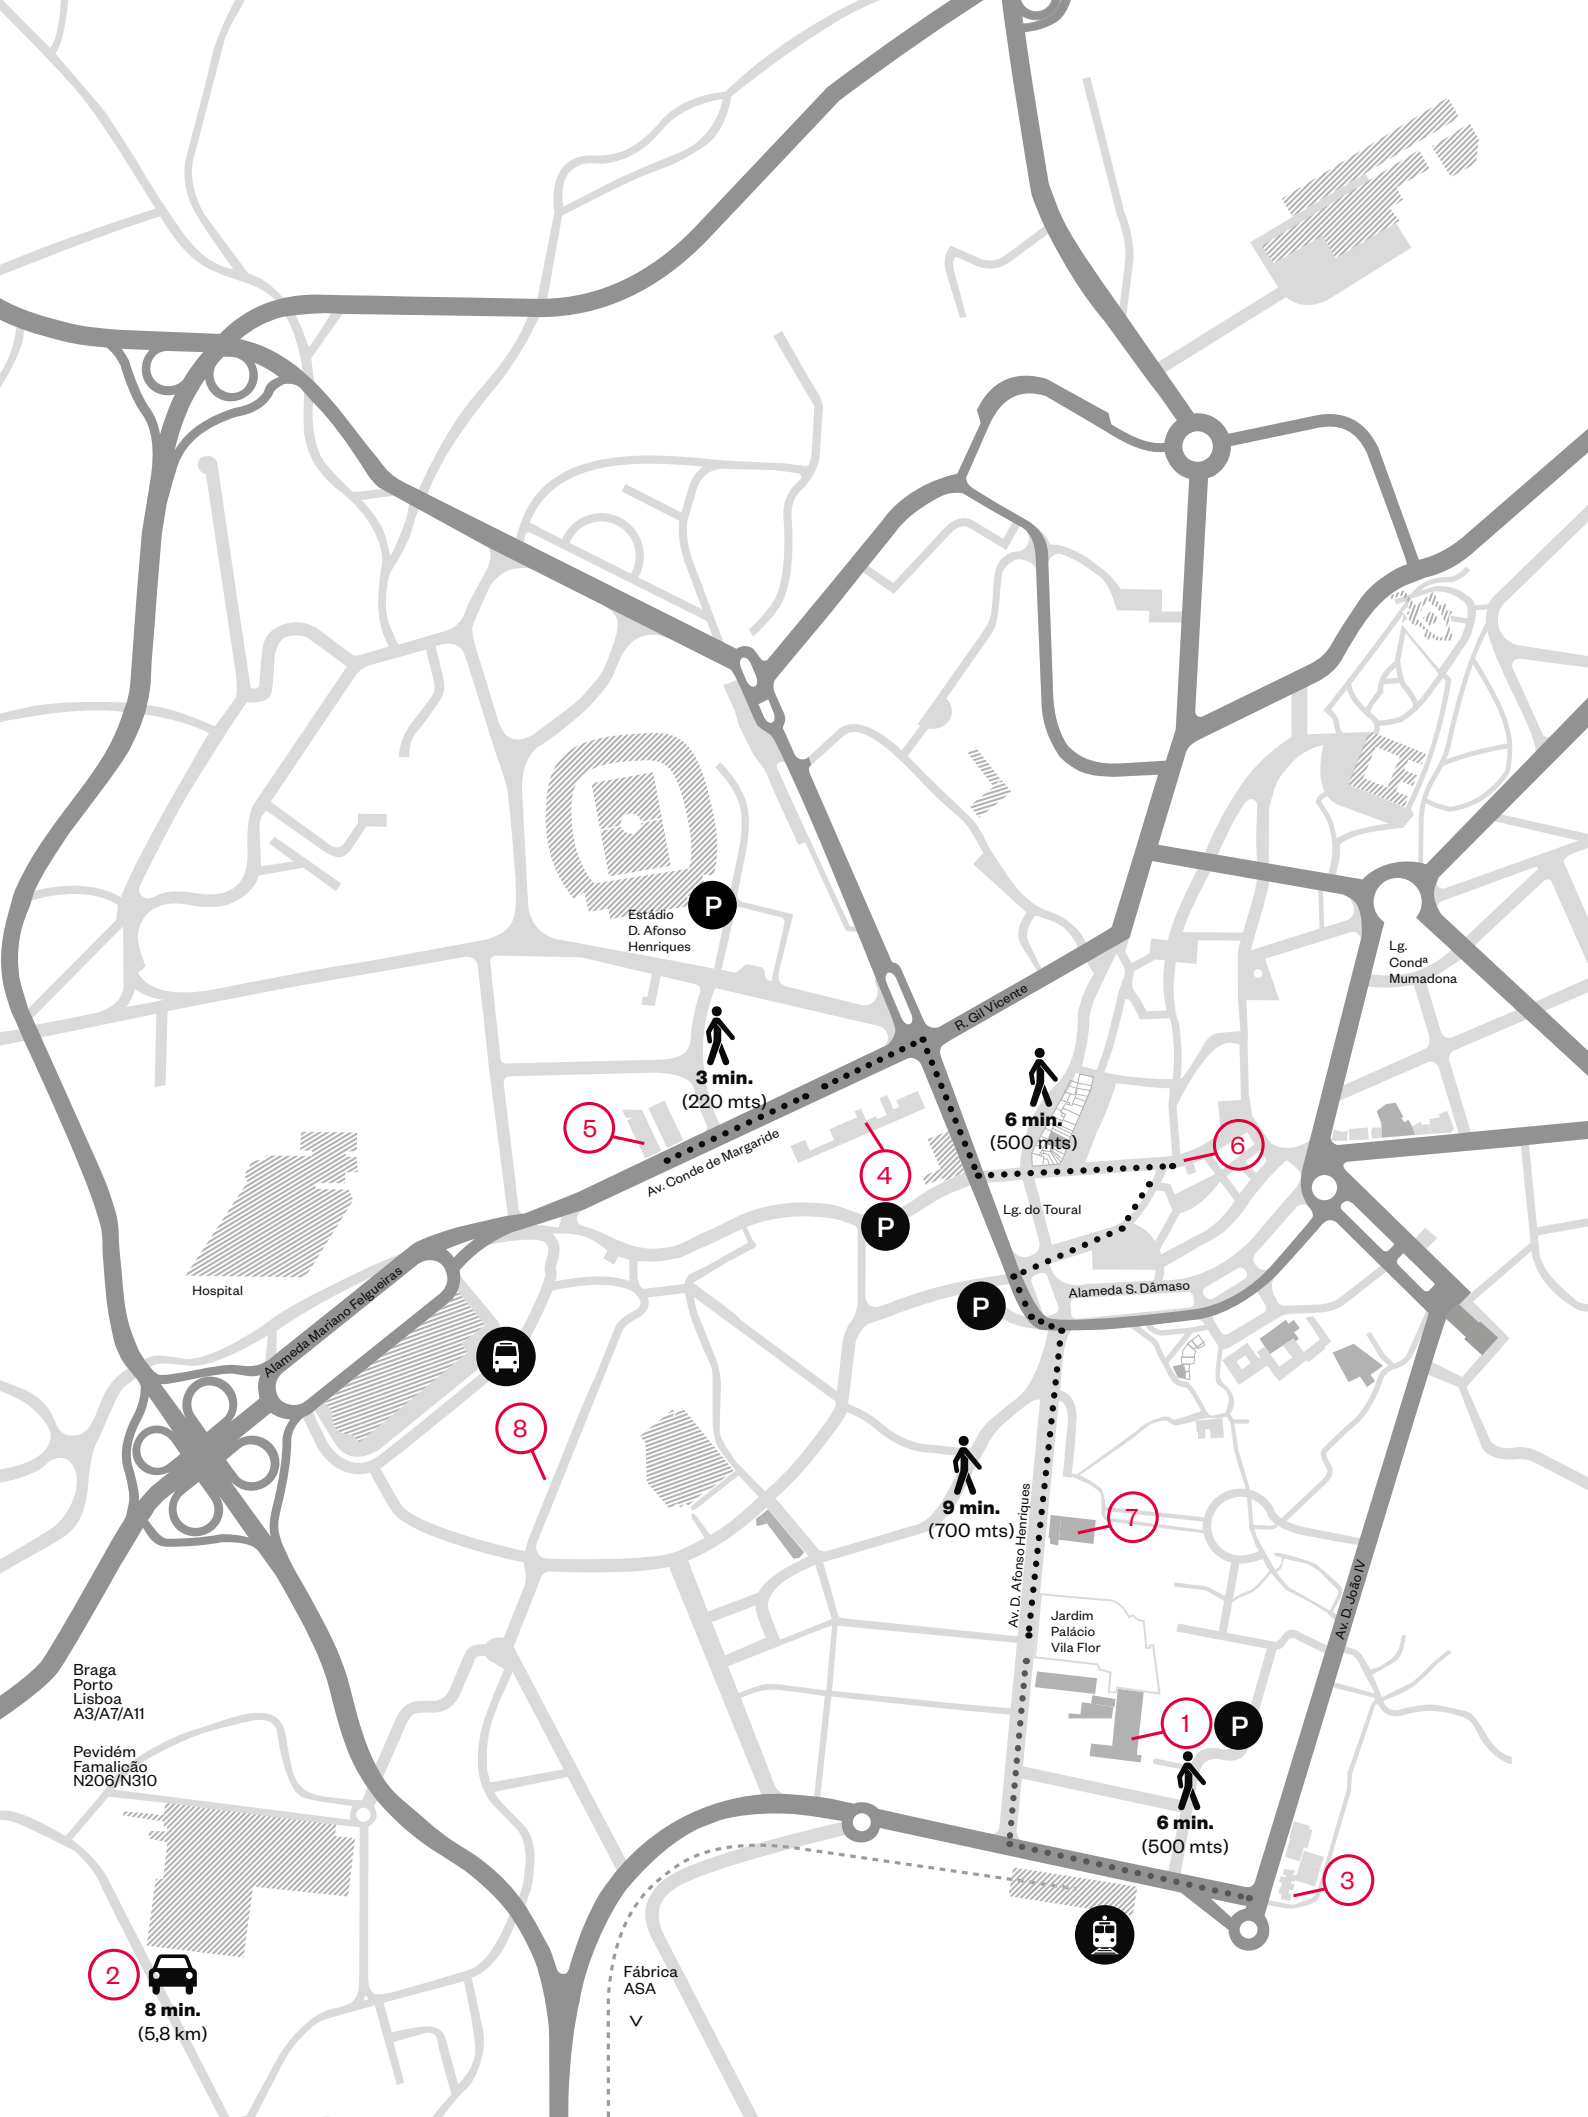 P
Estádio
D. Afonso
Henriques
Lg.
Condª
Mumadona
R. Gil Vicente
3 min.
(220 mts)
5
Av. Conde de Margaride
6 min.
(500 mts)
6
4
P
Lg. do Toural
Hospital
Alameda Mariano Felgueiras
Alameda S. Dâmaso
P
8
9 min.
(700 mts)
Av. D. Afonso Henriques
7
Av. D. João IV
Jardim
Palácio
Vila Flor
Braga
Porto
Lisboa
A3/A7/A11
Pevidém
Famalicão
N206/N310
1
P
6 min.
(500 mts)
3
2
8 min.
(5,8 km)
Fábrica
ASA